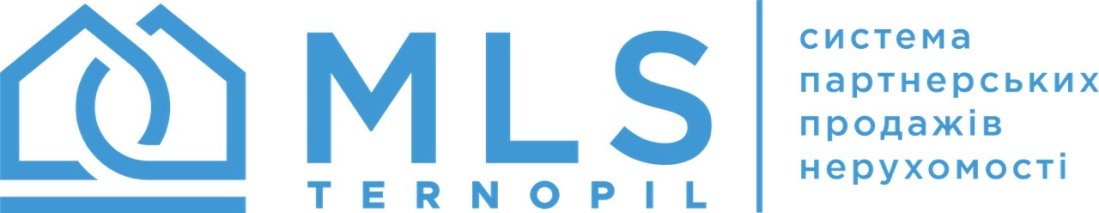 MLS
TERNOPIL
система
партнерських
продажів
нерухомості